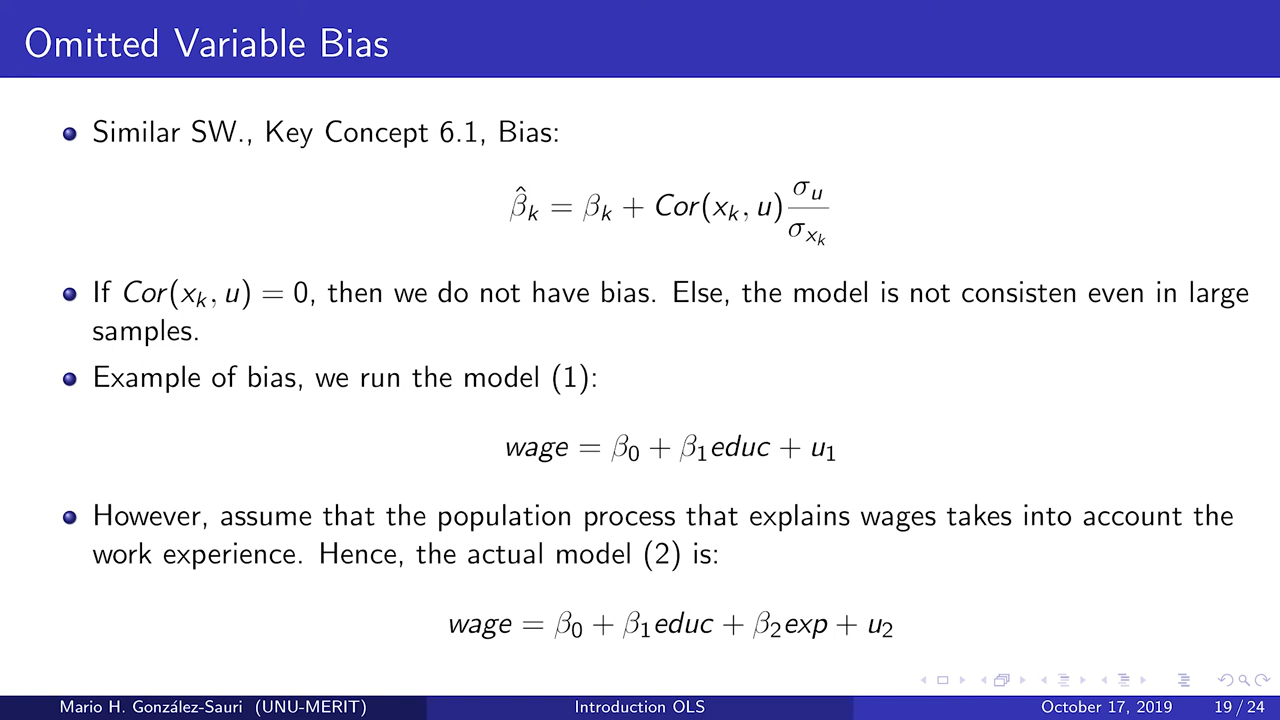 Omitted Variable Bias
Similar SW., Key Concept 6.1, Bias:
β̂ₖ = βₖ + Cor(xₖ, u) σᵤ / σₓₖ
If Cor(xₖ, u) = 0, then we do not have bias. Else, the model is not consisten even in large
samples.
Example of bias, we run the model (1):
wage = β₀ + β₁educ + u₁
However, assume that the population process that explains wages takes into account the
work experience. Hence, the actual model (2) is:
wage = β₀ + β₁educ + β₂exp + u₂
Mario H. González-Sauri (UNU-MERIT) Introduction OLS October 17, 2019 19 / 24